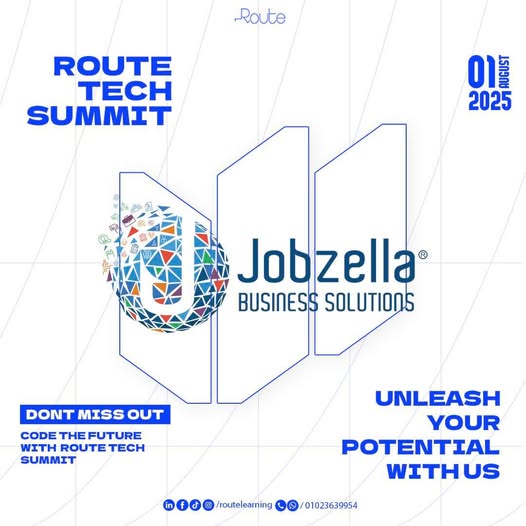 Route
ROUTE
TECH
SUMMIT
01
AUGUST
2025
Jobzella®
BUSINESS SOLUTIONS
DONT MISS OUT
CODE THE FUTURE
WITH ROUTE TECH
SUMMIT
UNLEASH
YOUR
POTENTIAL
WITH US
/routelearning / 01023639954